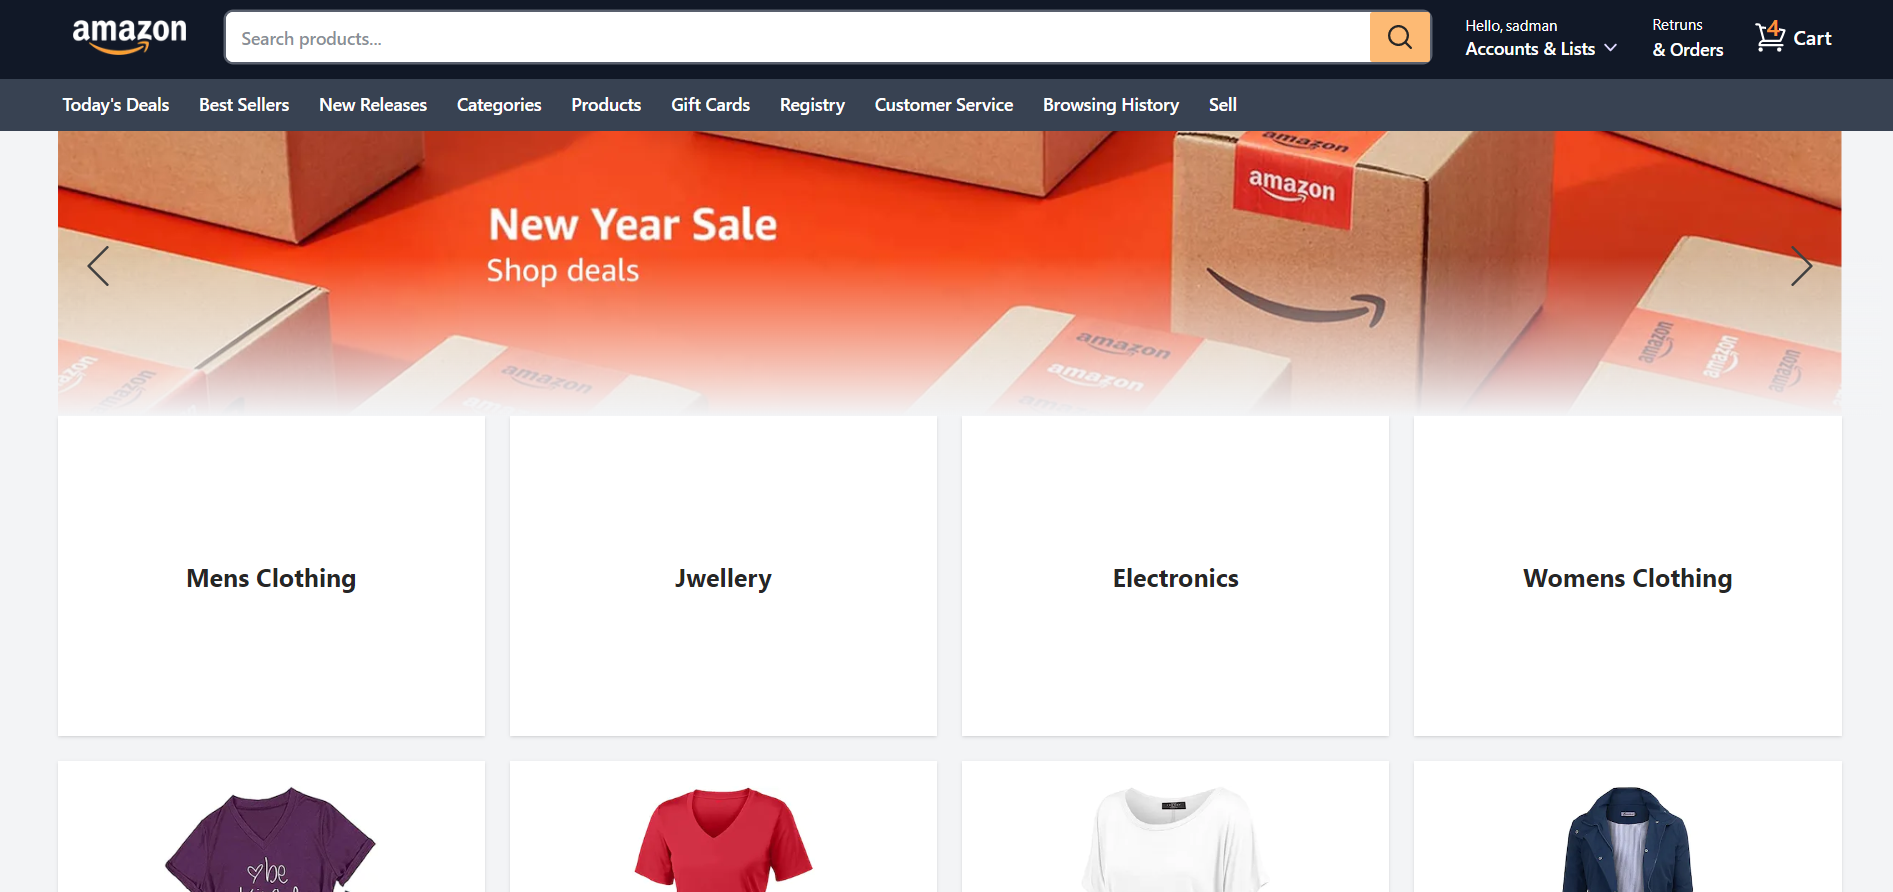 amazon
Search products...
Hello, sadman
Accounts & Lists
Retruns
& Orders
4
Cart
Today's Deals
Best Sellers
New Releases
Categories
Products
Gift Cards
Registry
Customer Service
Browsing History
Sell
amazon
amazon
New Year Sale
Shop deals
amazon
amazon
amazon
amazon
amazon
amazon
amazon
Mens Clothing
Jwellery
Electronics
Womens Clothing
be